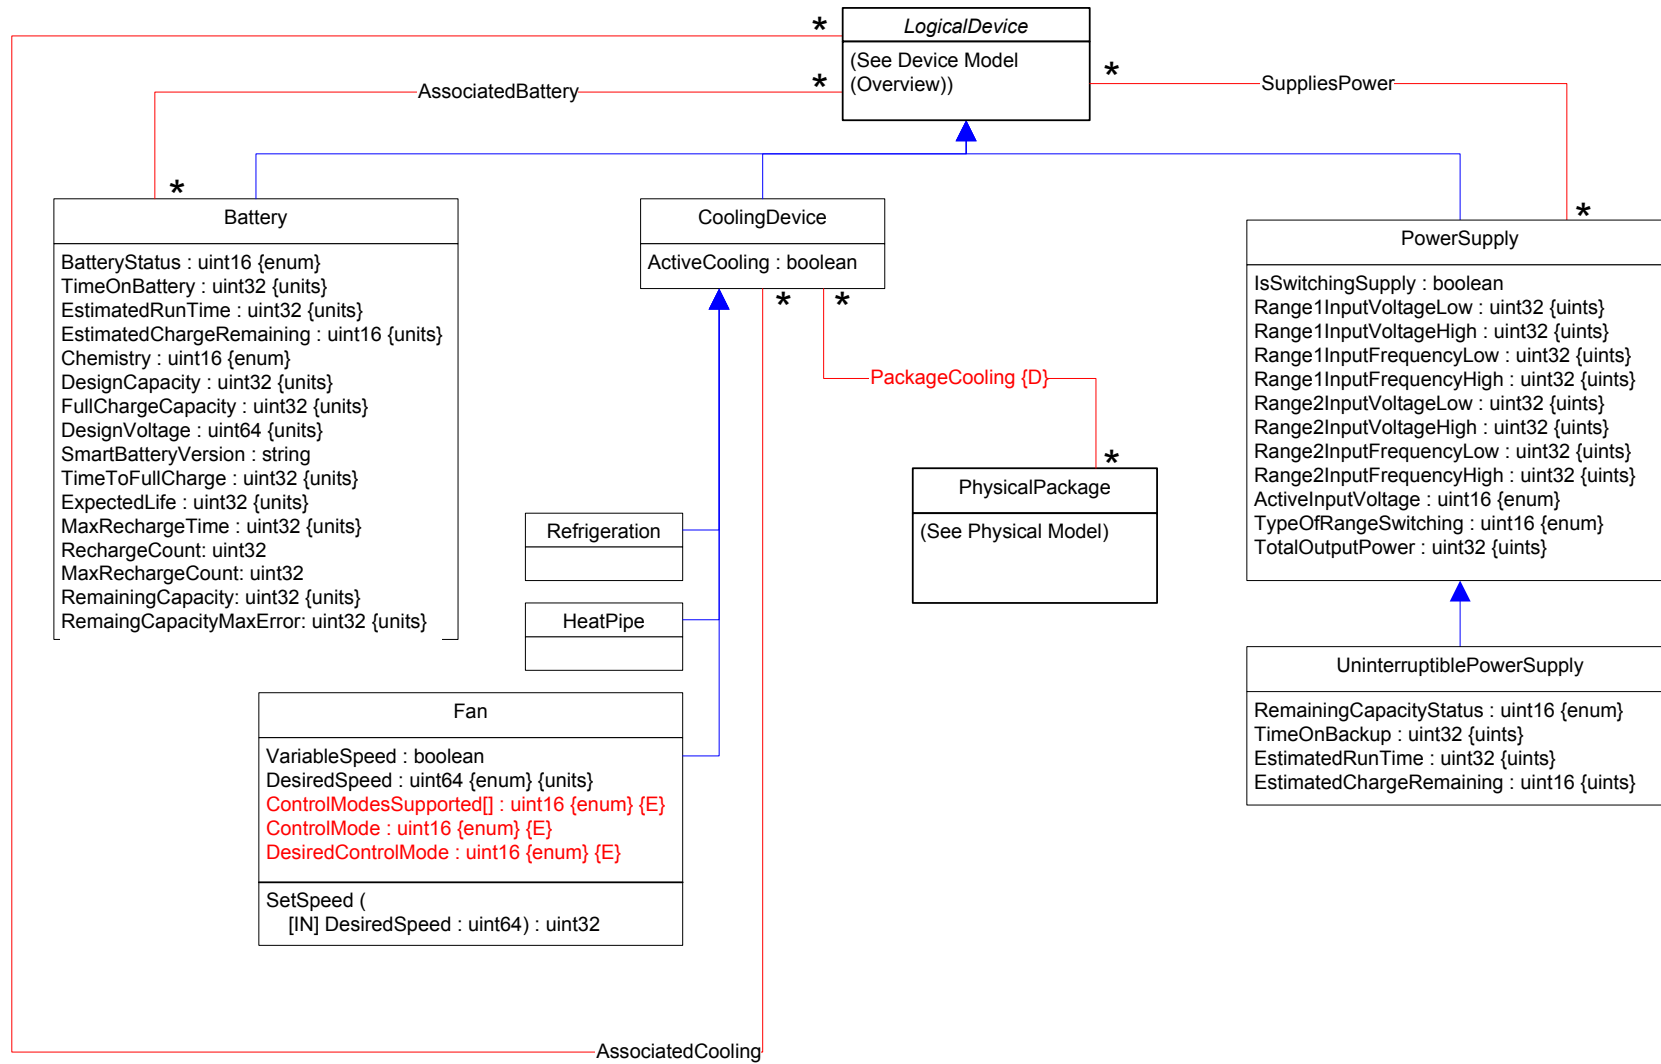 *
LogicalDevice
(See Device Model
(Overview))
*
AssociatedBattery
*
SuppliesPower
*
Battery
BatteryStatus : uint16 {enum}
TimeOnBattery : uint32 {units}
EstimatedRunTime : uint32 {units}
EstimatedChargeRemaining : uint16 {units}
Chemistry : uint16 {enum}
DesignCapacity : uint32 {units}
FullChargeCapacity : uint32 {units}
DesignVoltage : uint64 {units}
SmartBatteryVersion : string
TimeToFullCharge : uint32 {units}
ExpectedLife : uint32 {units}
MaxRechargeTime : uint32 {units}
RechargeCount: uint32
MaxRechargeCount: uint32
RemainingCapacity: uint32 {units}
RemaingCapacityMaxError: uint32 {units}
CoolingDevice
ActiveCooling : boolean
*
*
PackageCooling {D}
*
PhysicalPackage
(See Physical Model)
*
PowerSupply
IsSwitchingSupply : boolean
Range1InputVoltageLow : uint32 {uints}
Range1InputVoltageHigh : uint32 {uints}
Range1InputFrequencyLow : uint32 {uints}
Range1InputFrequencyHigh : uint32 {uints}
Range2InputVoltageLow : uint32 {uints}
Range2InputVoltageHigh : uint32 {uints}
Range2InputFrequencyLow : uint32 {uints}
Range2InputFrequencyHigh : uint32 {uints}
ActiveInputVoltage : uint16 {enum}
TypeOfRangeSwitching : uint16 {enum}
TotalOutputPower : uint32 {uints}
Refrigeration
HeatPipe
UninterruptiblePowerSupply
RemainingCapacityStatus : uint16 {enum}
TimeOnBackup : uint32 {uints}
EstimatedRunTime : uint32 {uints}
EstimatedChargeRemaining : uint16 {uints}
Fan
VariableSpeed : boolean
DesiredSpeed : uint64 {enum} {units}
ControlModesSupported[] : uint16 {enum} {E}
ControlMode : uint16 {enum} {E}
DesiredControlMode : uint16 {enum} {E}
SetSpeed (
[IN] DesiredSpeed : uint64) : uint32
AssociatedCooling